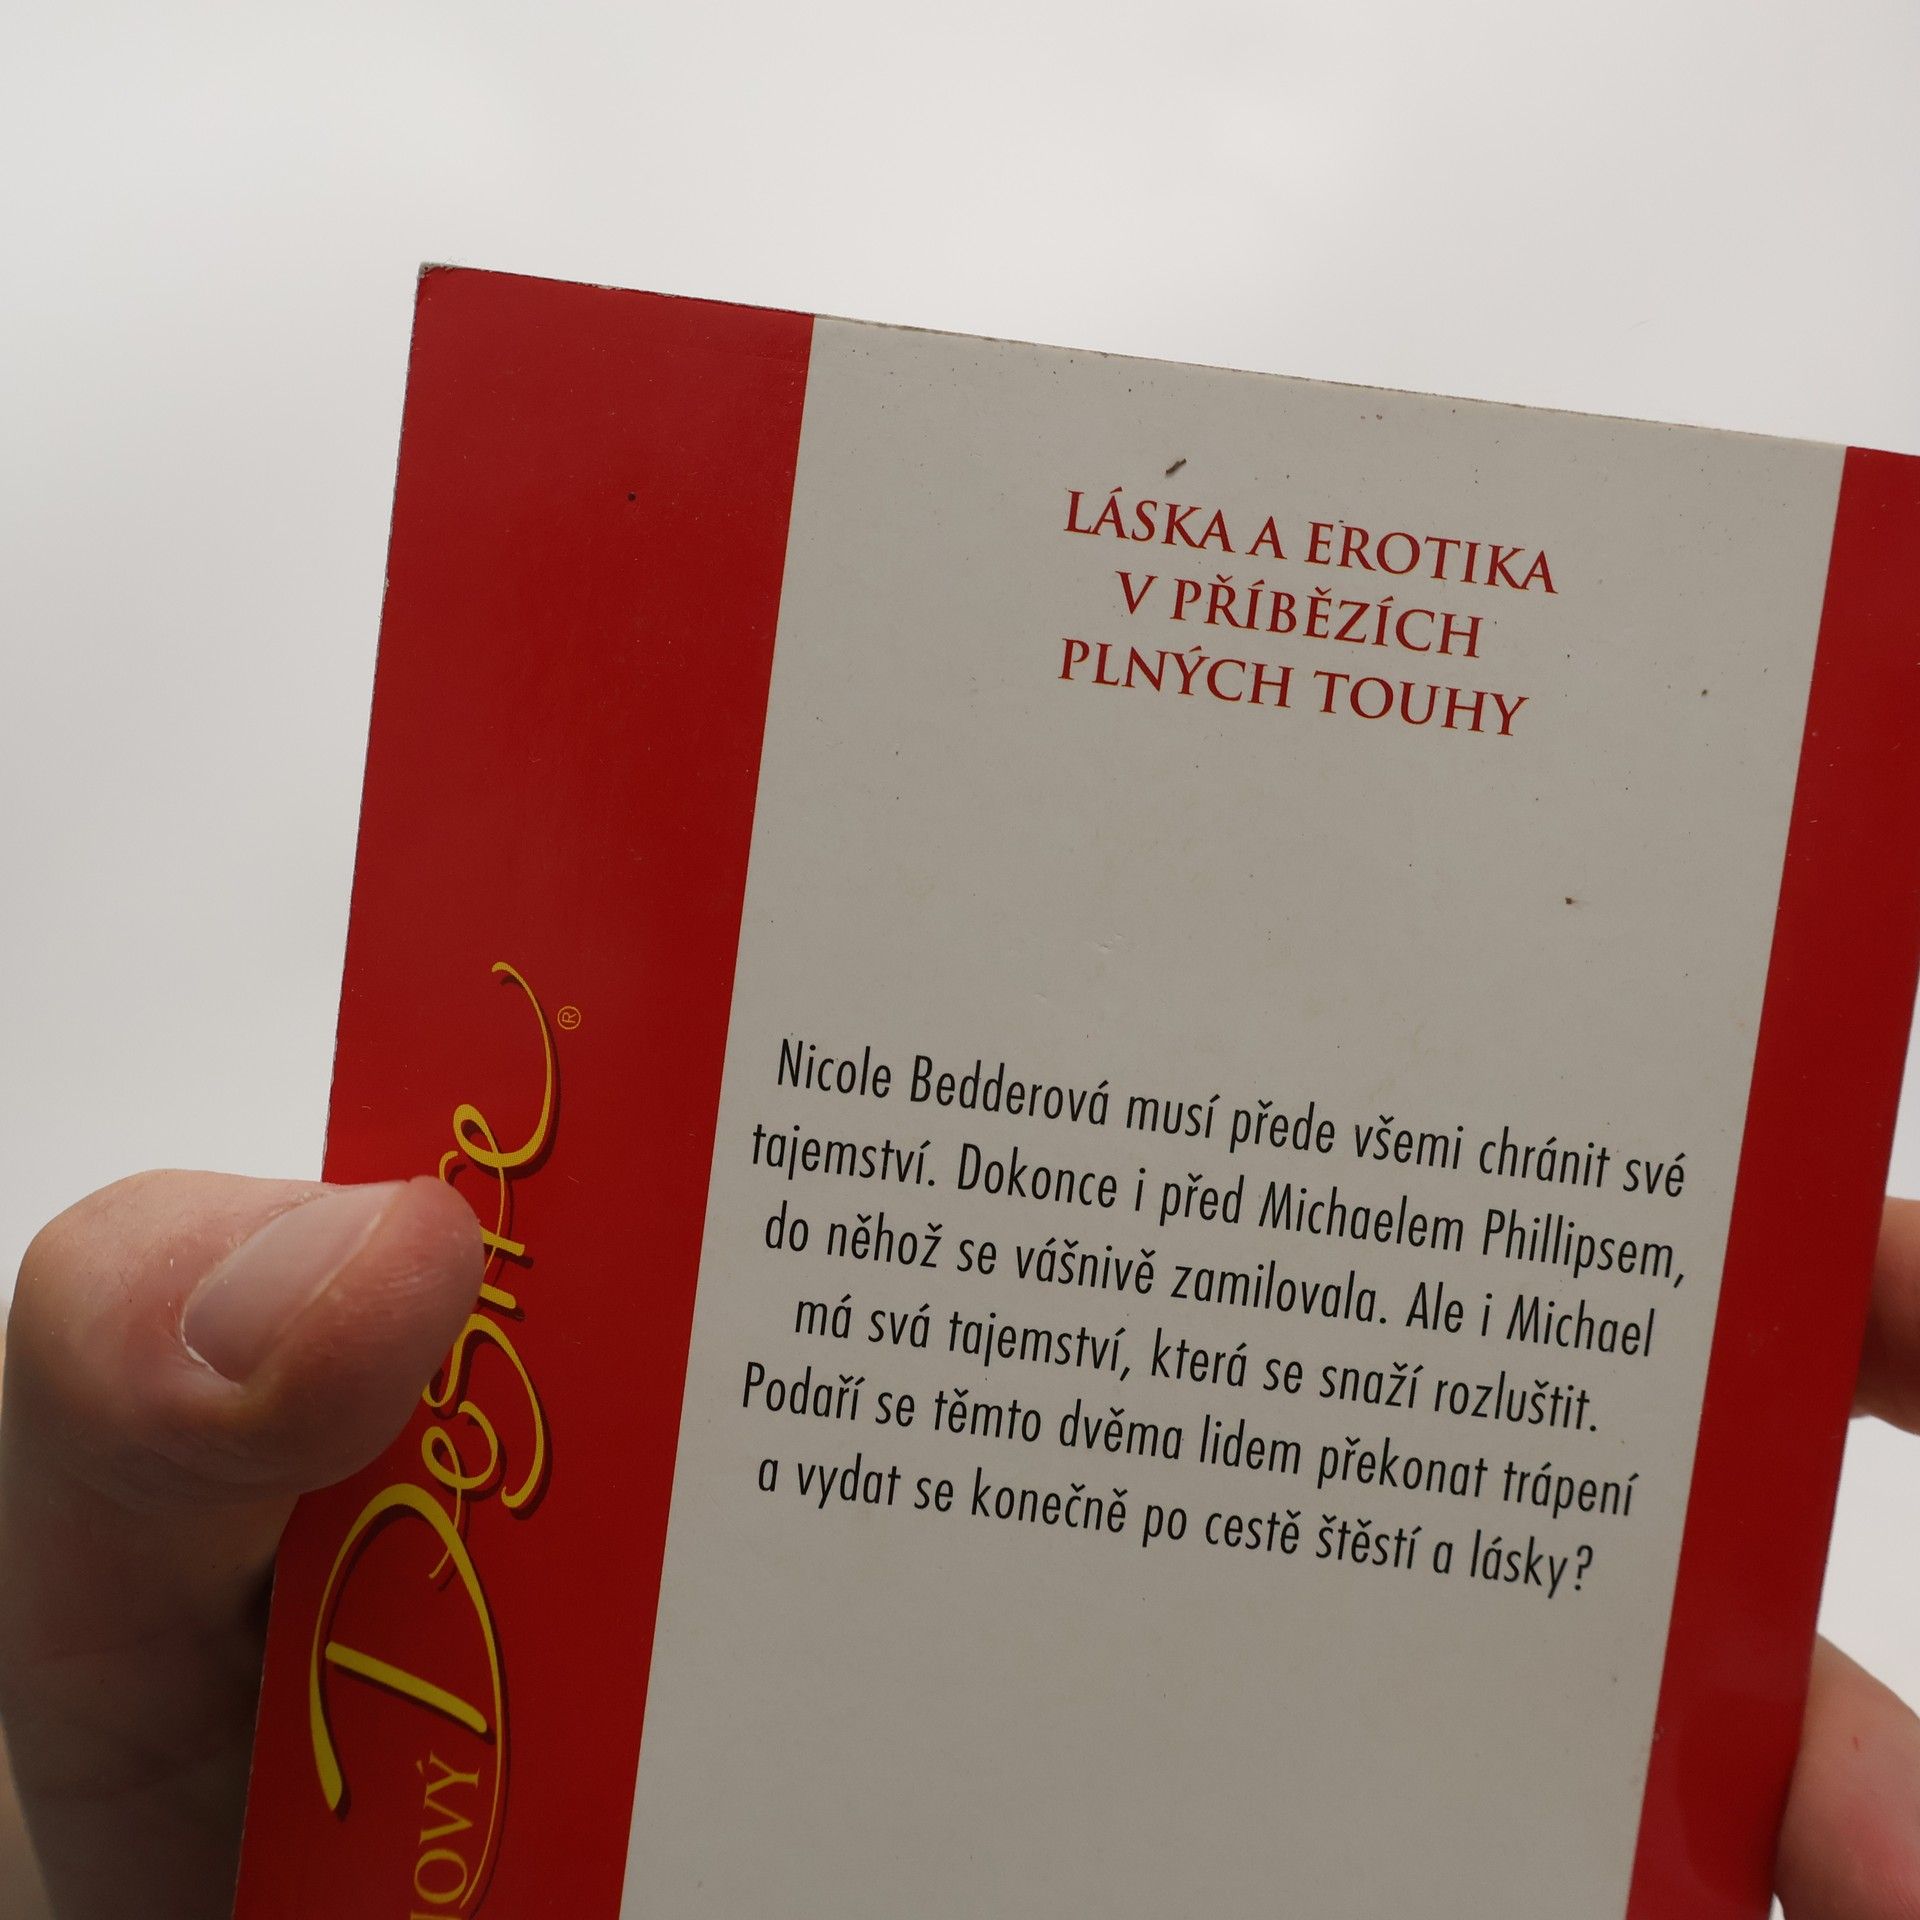 LÁSKA A EROTIKA
V PŘÍBĚZÍCH
PLNÝCH TOUHY
Nicole Bedderová musí přede všemi chránit své
tajemství. Dokonce i před Michaelem Phillipsem,
do něhož se vášnivě zamilovala. Ale i Michael
má svá tajemství, která se snaží rozluštit.
Podaří se těmto dvěma lidem překonat trápení
a vydat se konečně po cestě štěstí a lásky?
Desire®